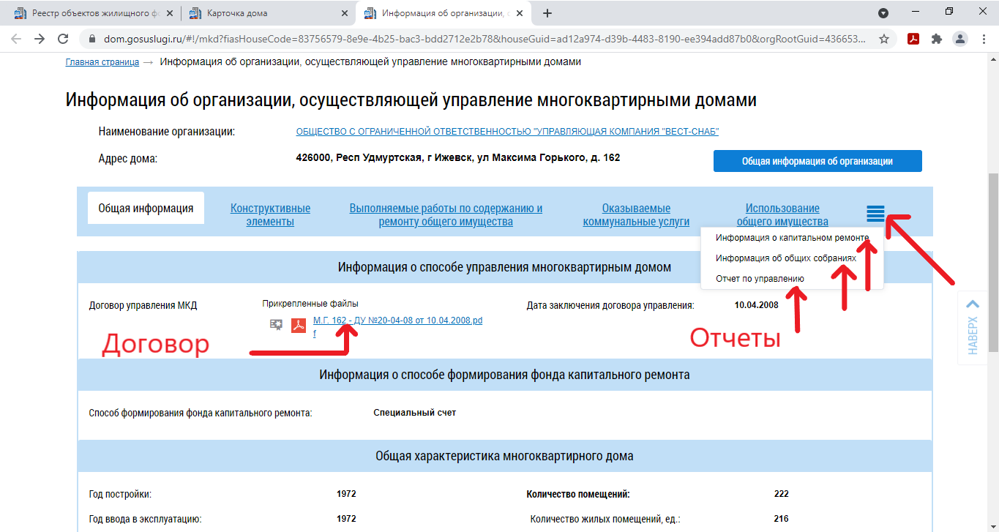 Реестр объектов жилищного фо
Карточка дома
Информация об организации, о
dom.gosuslugi.ru/#!/mkd?fiasHouseCode=83756579-8e9e-4b25-bac3-bdd2712e2b78&houseGuid=ad12a974-d39b-4483-8190-ee394add87b0&orgRootGuid=436653...
Главная страница → Информация об организации, осуществляющей управление многоквартирными домами
Информация об организации, осуществляющей управление многоквартирными домами
Наименование организации: ОБЩЕСТВО С ОГРАНИЧЕННОЙ ОТВЕТСТВЕННОСТЬЮ "УПРАВЛЯЮЩАЯ КОМПАНИЯ "ВЕСТ-СНАБ"
Адрес дома: 426000, Респ Удмуртская, г Ижевск, ул Максима Горького, д. 162
Общая информация об организации
Общая информация
Конструктивные
элементы
Выполняемые работы по содержанию и
ремонту общего имущества
Оказываемые
коммунальные услуги
Использование
общего имущества
Информация о капитальном ремонте
Информация об общих собраниях
Отчет по управлению
Информация о способе управления многоквартирным домом
Договор управления МКД
Прикрепленные файлы
М.Г. 162 - ДУ №20-04-08 от 10.04.2008.pd
f
Дата заключения договора управления: 10.04.2008
Договор
Отчеты
НАВЕРХ
Информация о способе формирования фонда капитального ремонта
Способ формирования фонда капитального ремонта: Специальный счет
Общая характеристика многоквартирного дома
Год постройки: 1972 Количество помещений: 222
Год ввода в эксплуатацию: 1972 Количество жилых помещений, ед.: 216